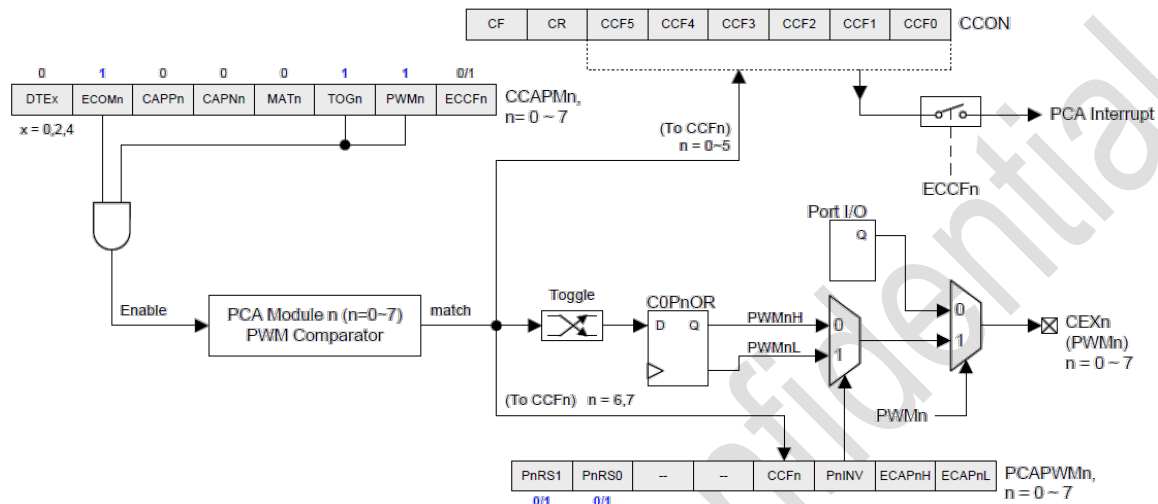 CF CR CCF5 CCF4 CCF3 CCF2 CCF1 CCF0 CCON
0 1 0 0 0 1 1 0/1
DTEx ECOMn CAPPn CAPNn MATn TOGn PWMn ECCFn CCAPMn,
n= 0 ~ 7
x = 0,2,4
(To CCFn)
n = 0~5
PCA Interrupt
ECCFn
Port I/O
Q
Enable
PCA Module n (n=0~7)
PWM Comparator
match
Toggle
C0PnOR
D Q
PWMnH
PWMnL
0
1
0
1
CEXn
(PWMn)
n = 0 ~ 7
(To CCFn) n = 6,7
PWMn
PnRS1 PnRS0 -- -- CCFn PnINV ECAPnH ECAPnL PCAPWMn,
n = 0 ~ 7
0/1 0/1
Confidential